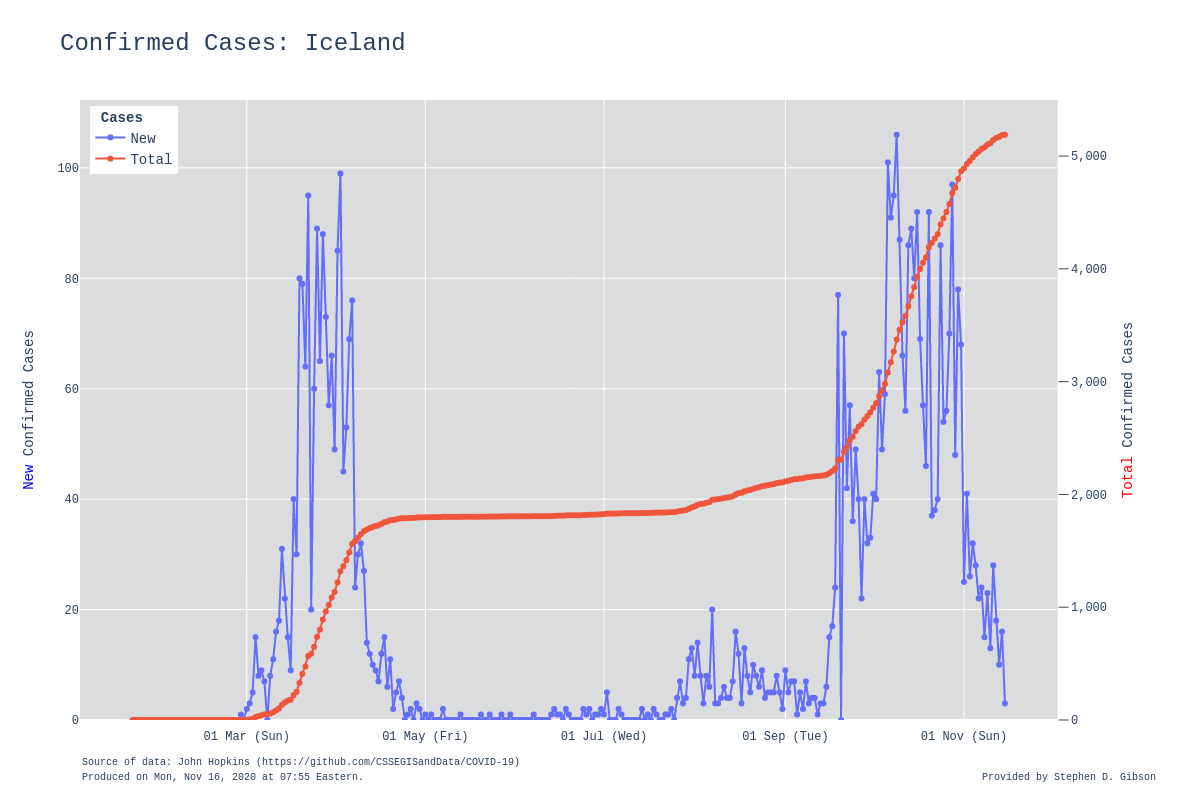 Confirmed Cases: Iceland
Cases
New
Total
100
80
60
40
20
0
5,000
4,000
3,000
2,000
1,000
0
New Confirmed Cases
Total Confirmed Cases
01 Mar (Sun)
01 May (Fri)
01 Jul (Wed)
01 Sep (Tue)
01 Nov (Sun)
Source of data: John Hopkins (https://github.com/CSSEGISandData/COVID-19)
Produced on Mon, Nov 16, 2020 at 07:55 Eastern.
Provided by Stephen D. Gibson